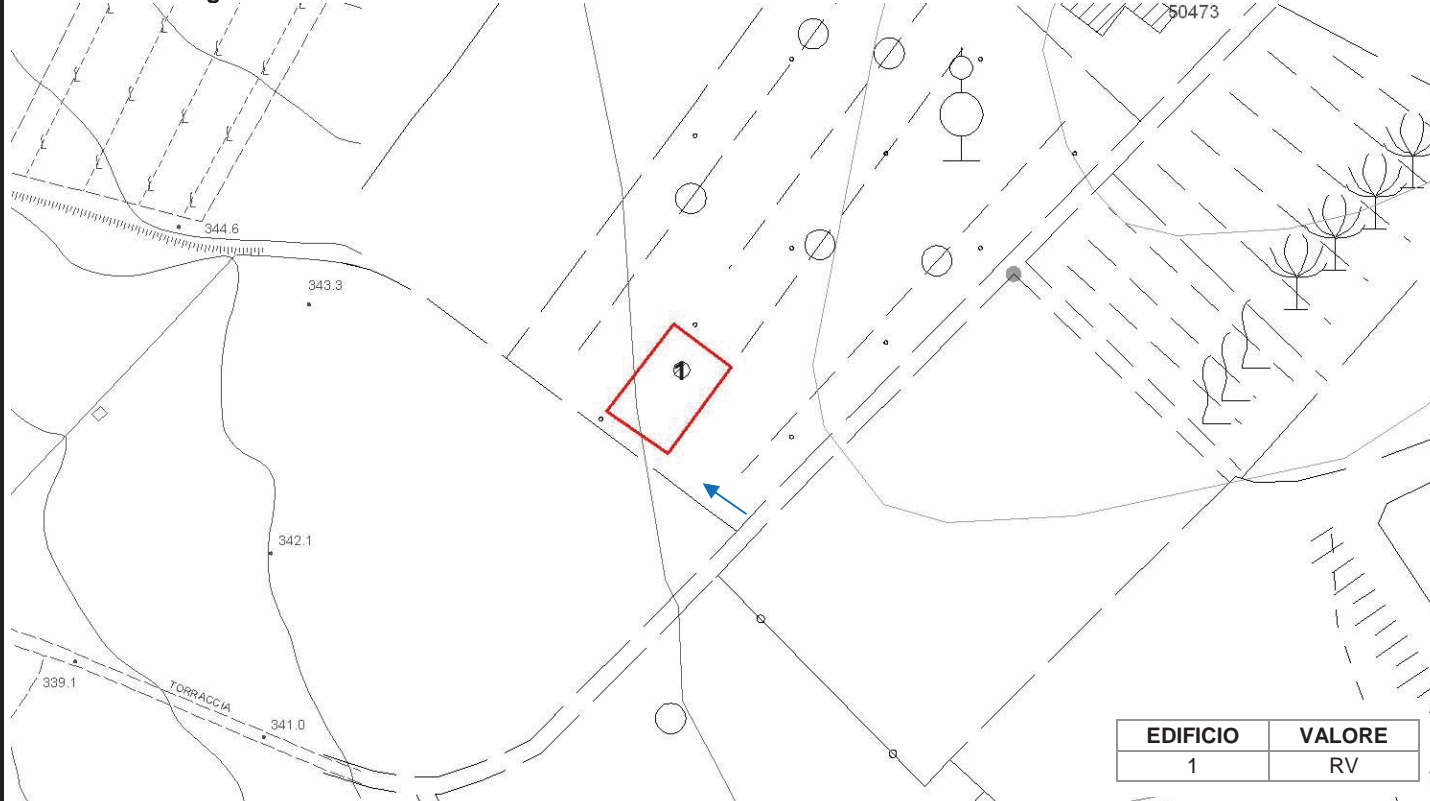 50473
344.6
343.3
1
342.1
339.1
TORRACCIA
341.0
EDIFICIO VALORE
1 RV